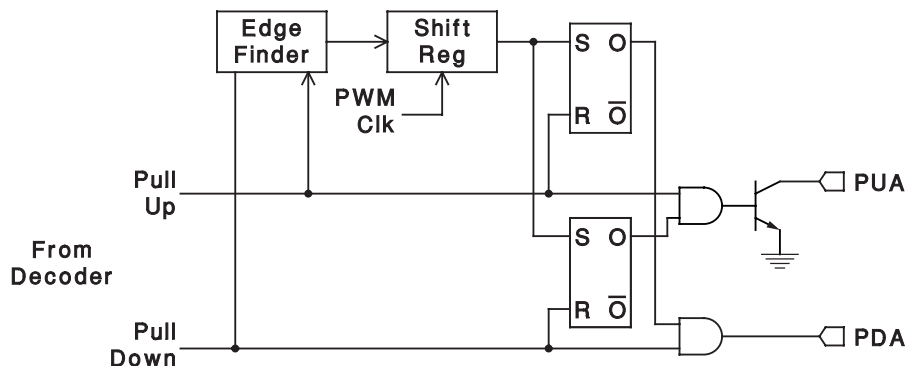 Edge
Finder
Shift
Reg
PWM
Clk
S O
R O̅
Pull
Up
PUA
From
Decoder
S O
R O̅
Pull
Down
PDA